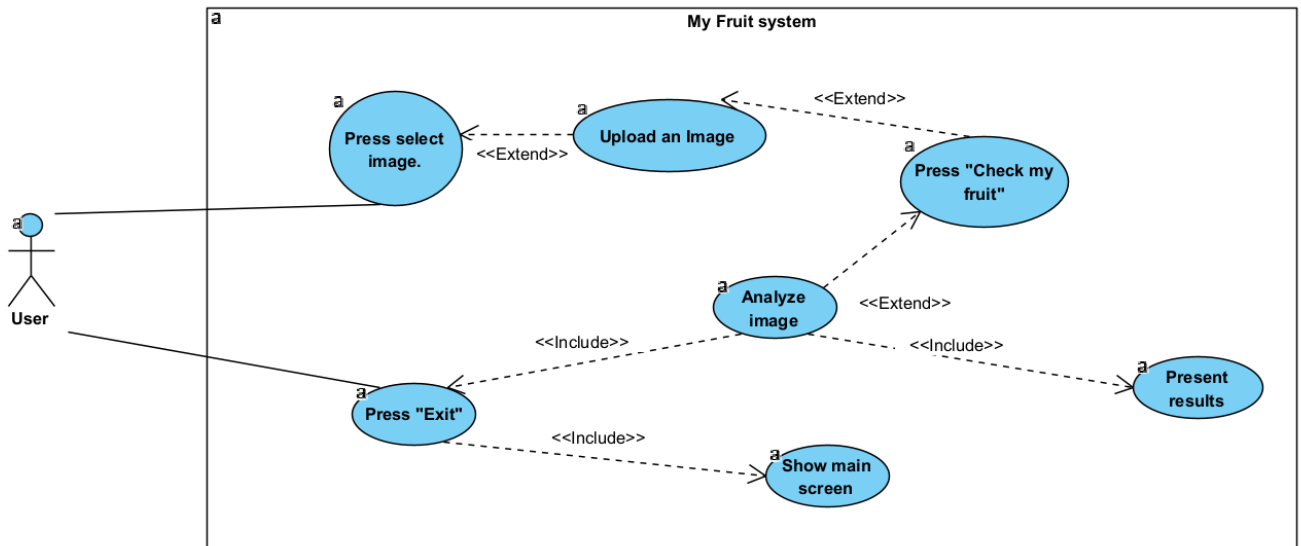 a
My Fruit system
a
Press select
image.
<<Extend>>
a
Upload an Image
<<Extend>>
a
Press "Check my
fruit"
a
User
a
Analyze
image
<<Extend>>
<<Include>>
<<Include>>
a
Press "Exit"
a
Present
results
<<Include>>
a
Show main
screen